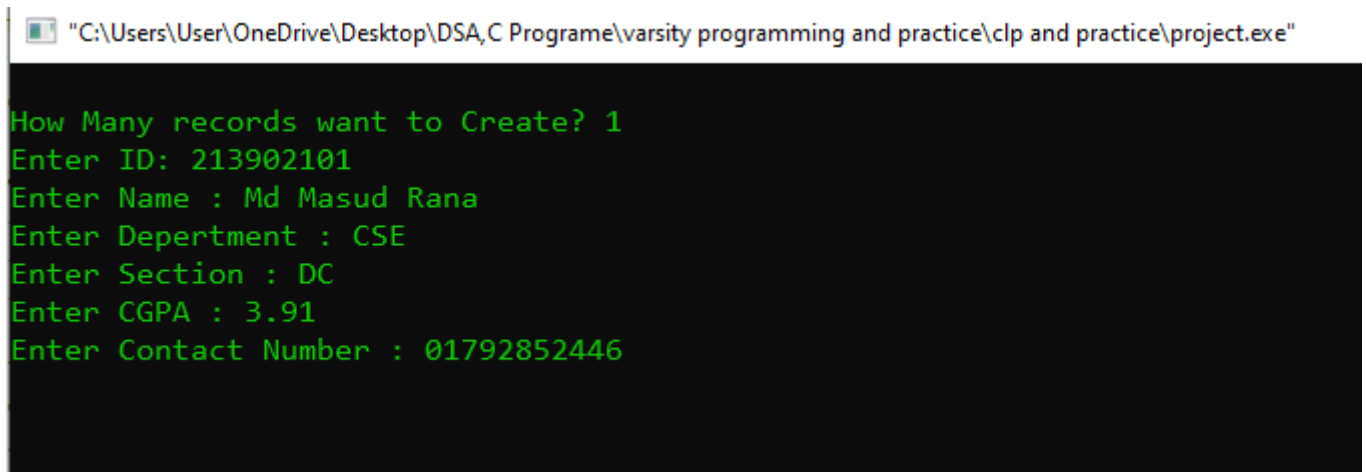 "C:\Users\User\OneDrive\Desktop\DSA,C Programe\varsity programming and practice\clp and practice\project.exe"
How Many records want to Create? 1
Enter ID: 213902101
Enter Name : Md Masud Rana
Enter Depertment : CSE
Enter Section : DC
Enter CGPA : 3.91
Enter Contact Number : 01792852446